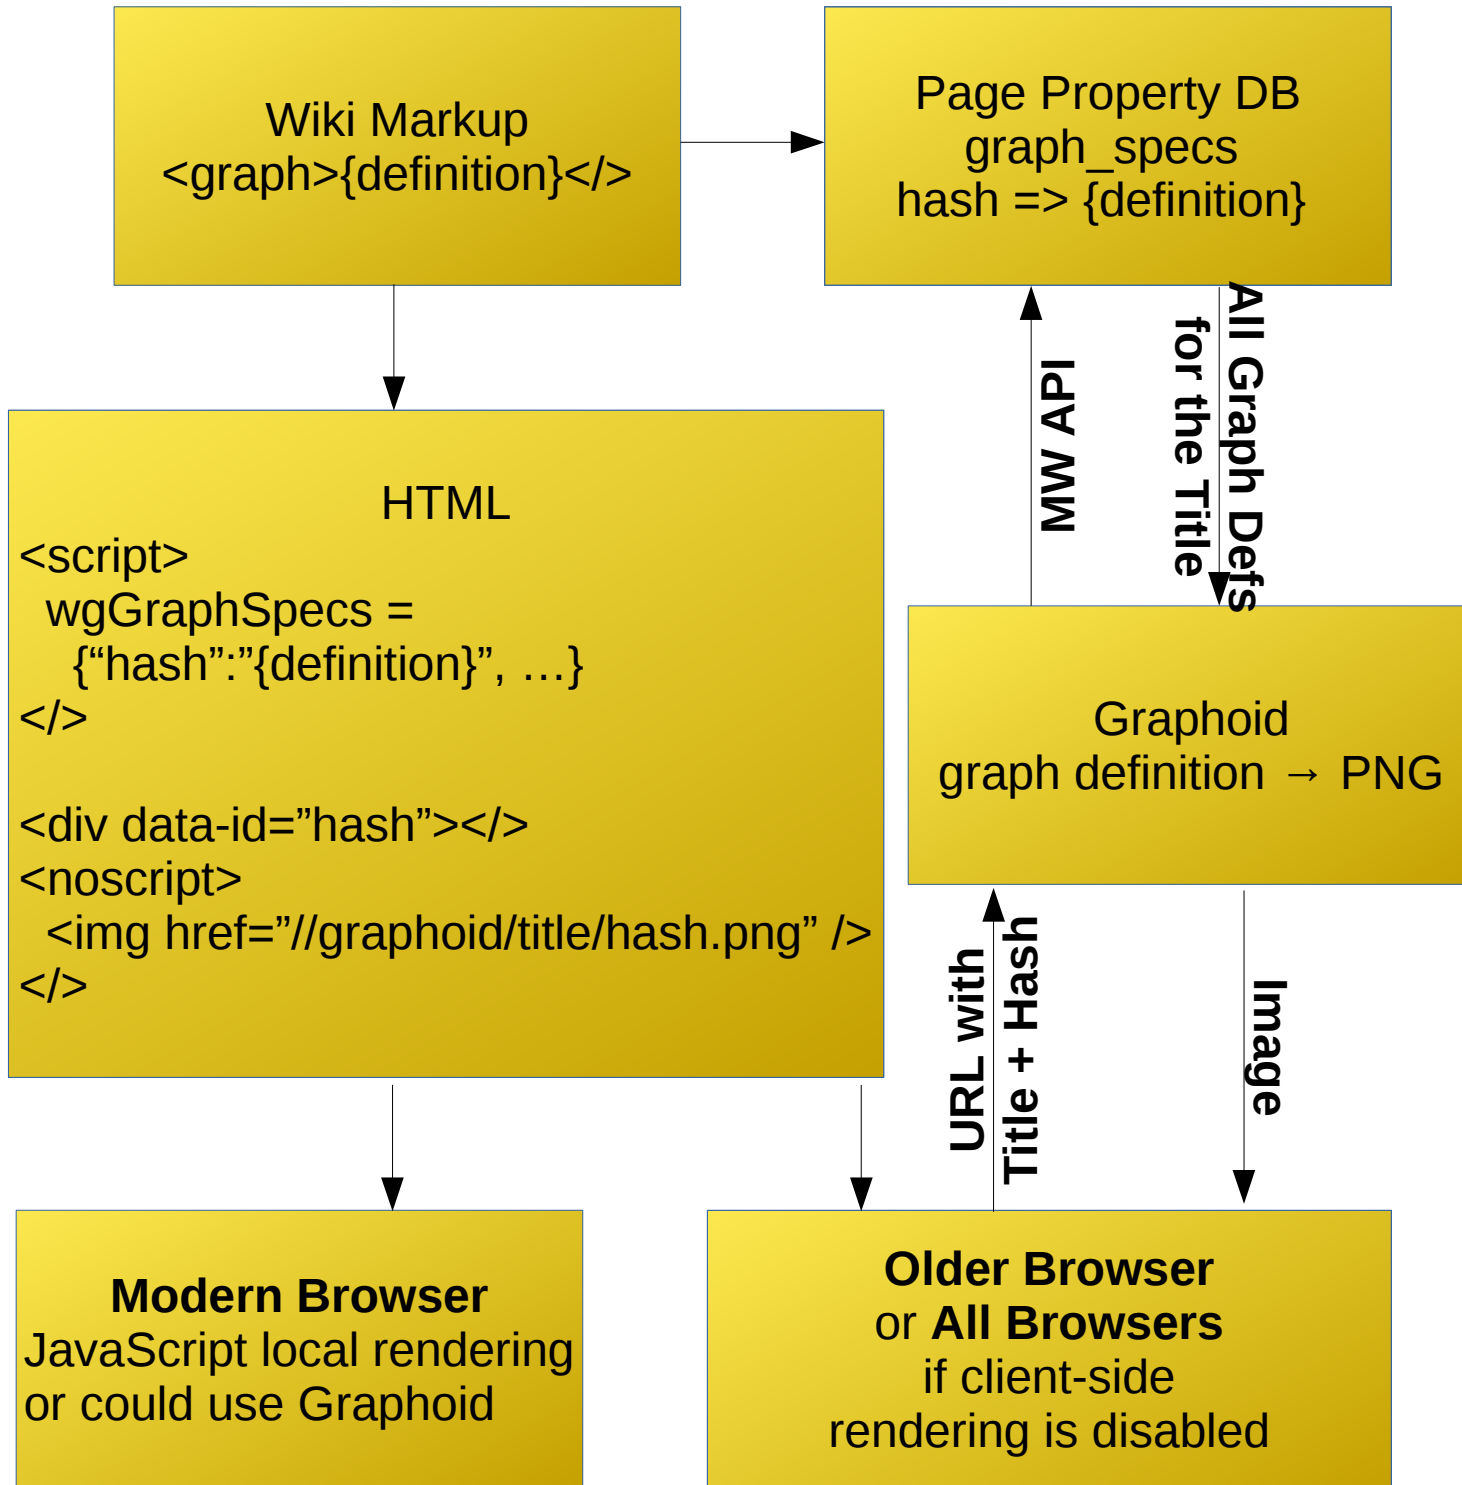 Wiki Markup
<graph>{definition}</>
Page Property DB
graph_specs
hash => {definition}
MW API
All Graph Defs
for the Title
HTML
<script>
wgGraphSpecs =
{“hash”:”{definition}”, …}
</>
<div data-id=”hash”></>
<noscript>
<img href=”//graphoid/title/hash.png” />
</>
Graphoid
graph definition → PNG
URL with
Title + Hash
Image
Modern Browser
JavaScript local rendering
or could use Graphoid
Older Browser
or All Browsers
if client-side
rendering is disabled